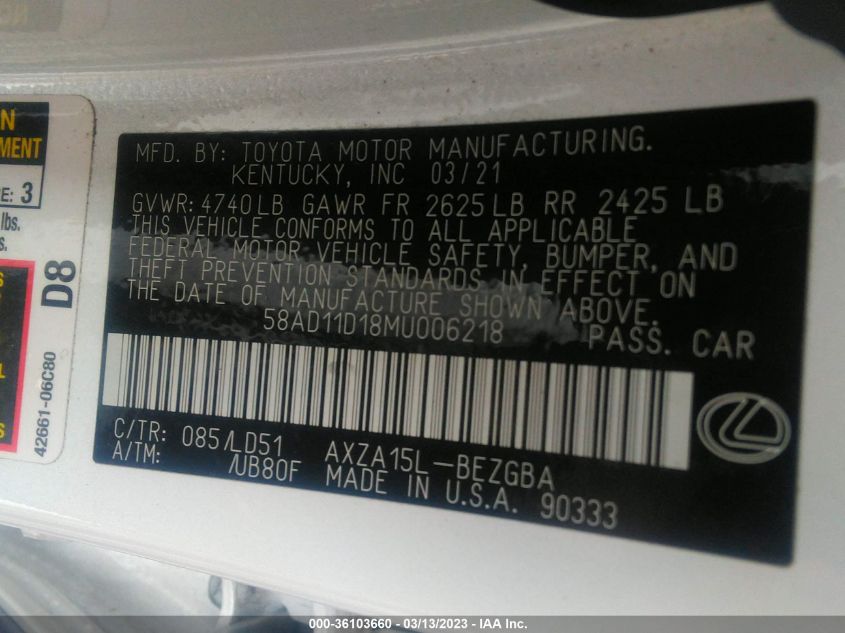 N
MENT
E: 3
lbs.
s.
S
L
S
42661-06C80
D8
MFD. BY: TOYOTA MOTOR MANUFACTURING.
KENTUCKY, INC 03/21
GVWR: 4740LB GAWR FR 2625LB RR 2425 LB
THIS VEHICLE CONFORMS TO ALL APPLICABLE
FEDERAL MOTOR VEHICLE SAFETY, BUMPER, AND
THEFT PREVENTION STANDARDS IN EFFECT ON
THE DATE OF MANUFACTURE SHOWN ABOVE.
58AD11D18MU006218 PASS. CAR
C/TR: 085/LD51 AXZA15L-BEZGBA
A/TM: /UB80F MADE IN U.S.A. 90333
000-36103660 - 03/13/2023 - IAA Inc.